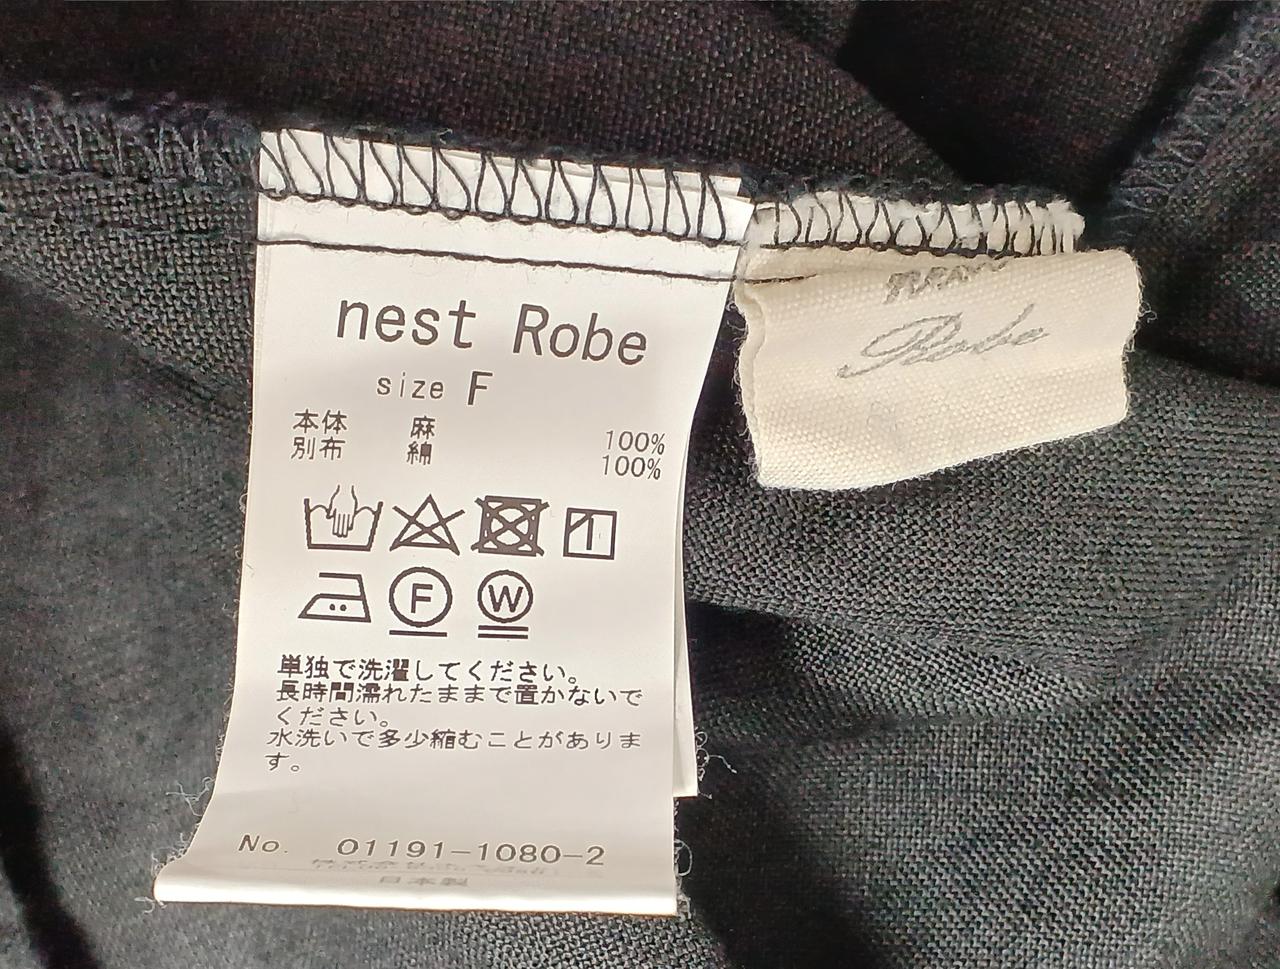 nest Robe
size F
本体 麻 100%
別布 綿 100%
F W
単独で洗濯してください。
長時間濡れたままで置かないで
ください。
水洗いで多少縮むことがありま
す。
No. 01191-1080-2
日本製
Robe